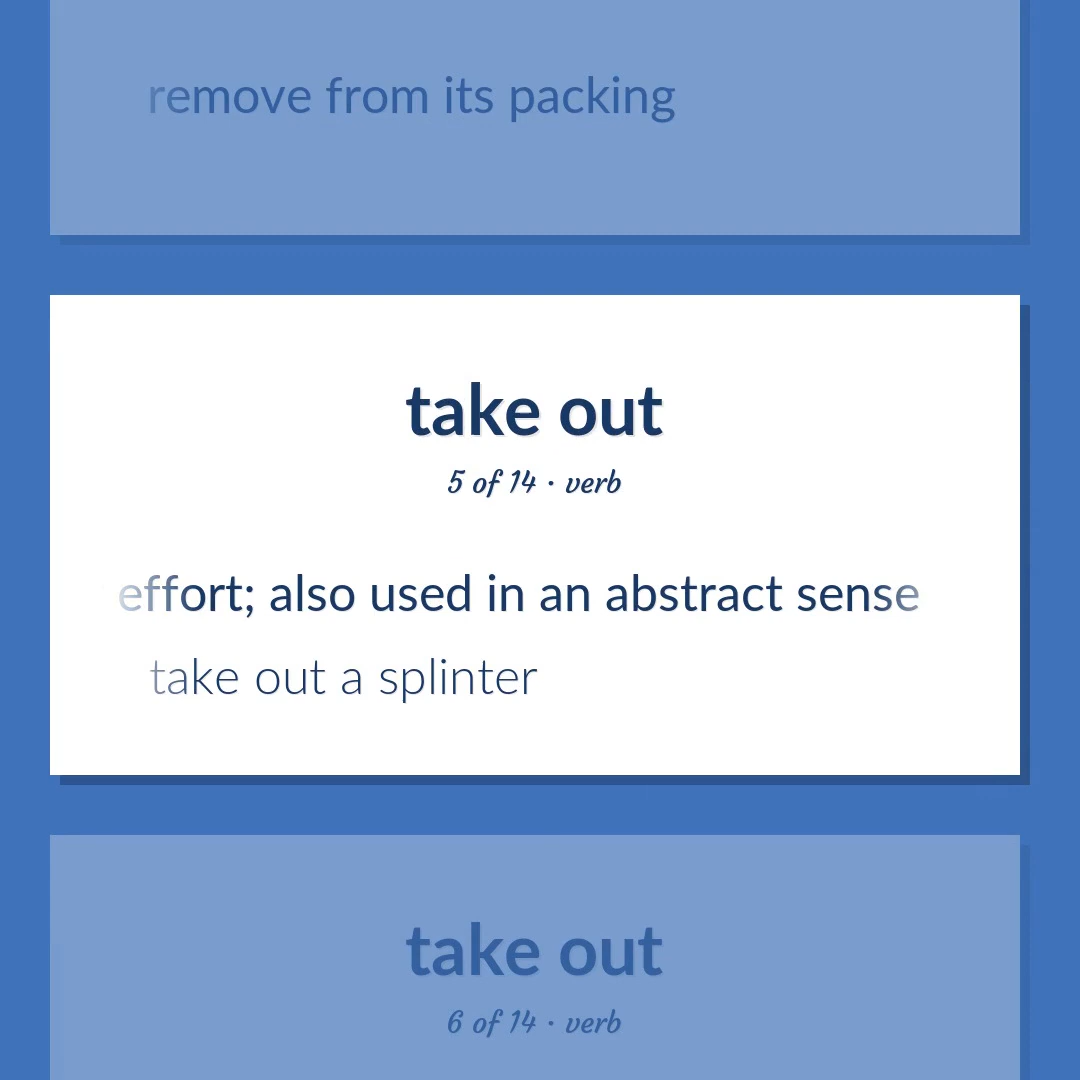 remove from its packing
take out
5 of 14 · verb
effort; also used in an abstract sense
take out a splinter
take out
6 of 14 · verb